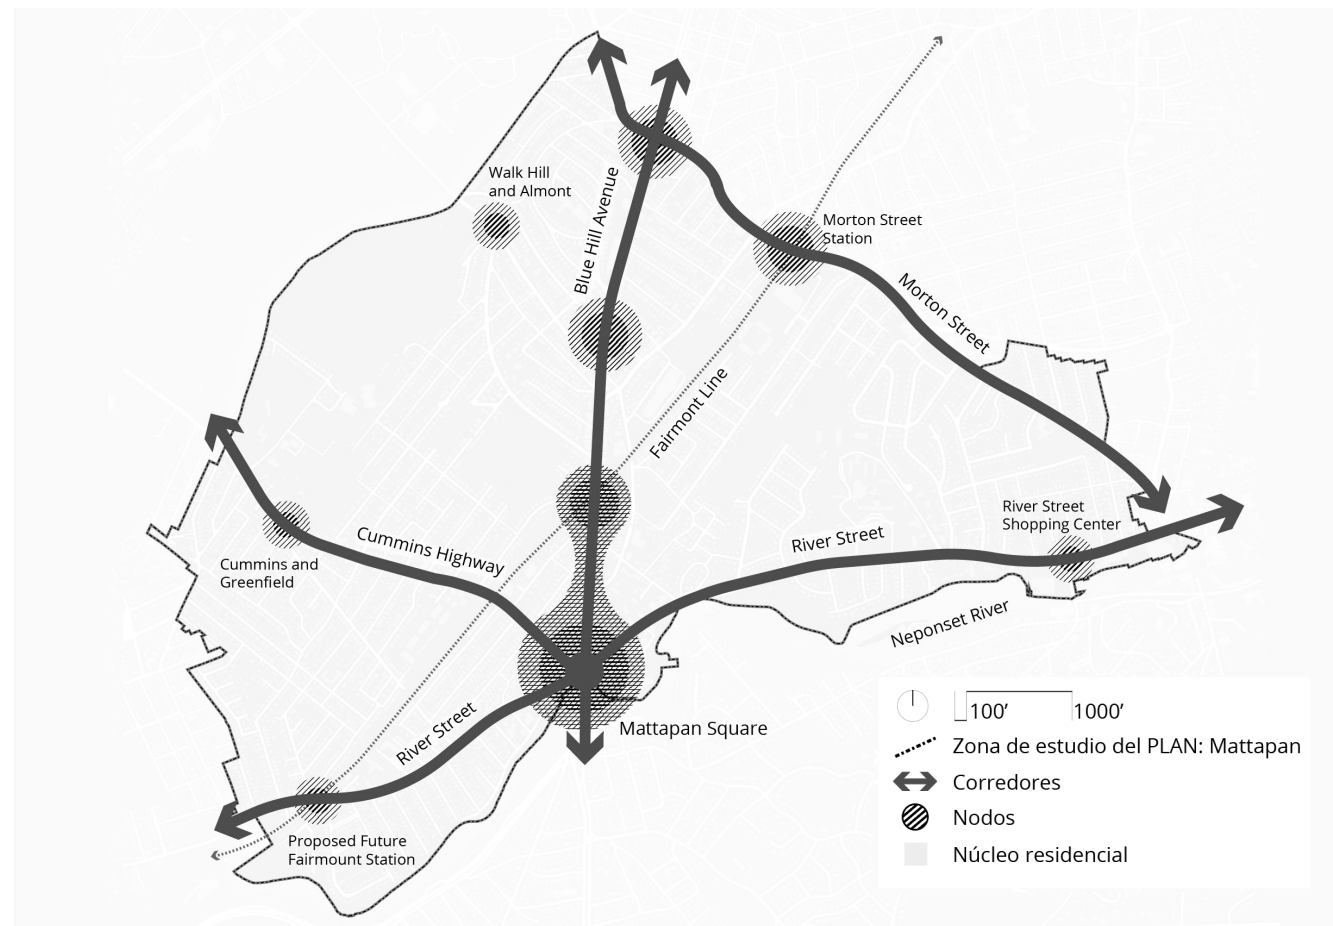 Walk Hill
and Almont
Blue Hill Avenue
Morton Street
Station
Morton Street
Fairmont Line
River Street
Shopping Center
Cummins Highway
River Street
Cummins and
Greenfield
Neponset River
River Street
Mattapan Square
Proposed Future
Fairmount Station
100’
1000’
Zona de estudio del PLAN: Mattapan
Corredores
Nodos
Núcleo residencial